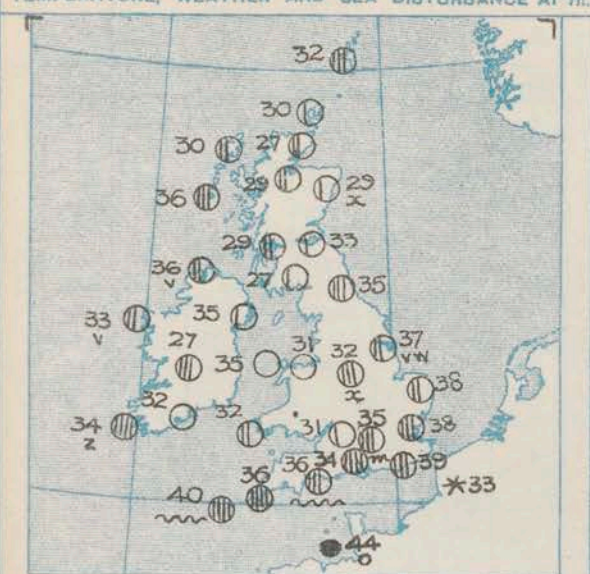 TEMPERATURE, WEATHER AND SEA DISTURBANCE AT
32
30
30 27
29 29
x
36
29 33
36 27
v
35
33 35
v
37
vw
27 35 31 32
x
38
32 32
34
z
31 35 38
36 34 m 39
36
33
40
44
o